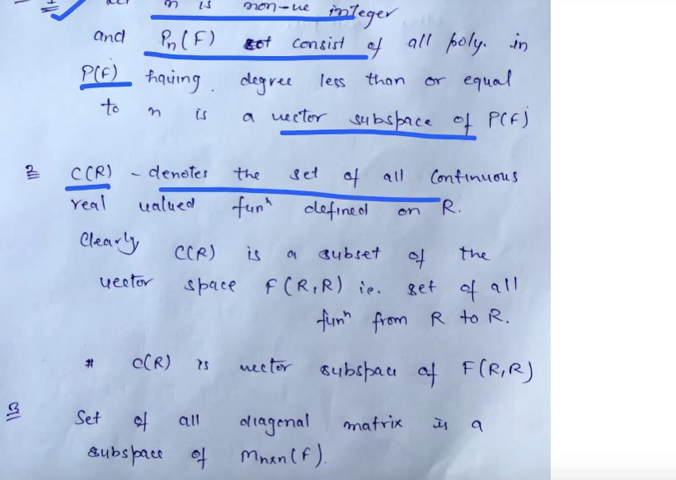 n is non-ve integer
and Pn(F) consist of all poly. in
P(F) having degree less than or equal
to n is a vector subspace of P(F)
2 C(R) - denotes the set of all continuous
real valued funⁿ defined on R.
Clearly C(R) is a subset of the
vector space F(R,R) i.e. set of all
funⁿ from R to R.
# C(R) is vector subspace of F(R,R)
3 Set of all diagonal matrix is a
subspace of Mnxn(F).